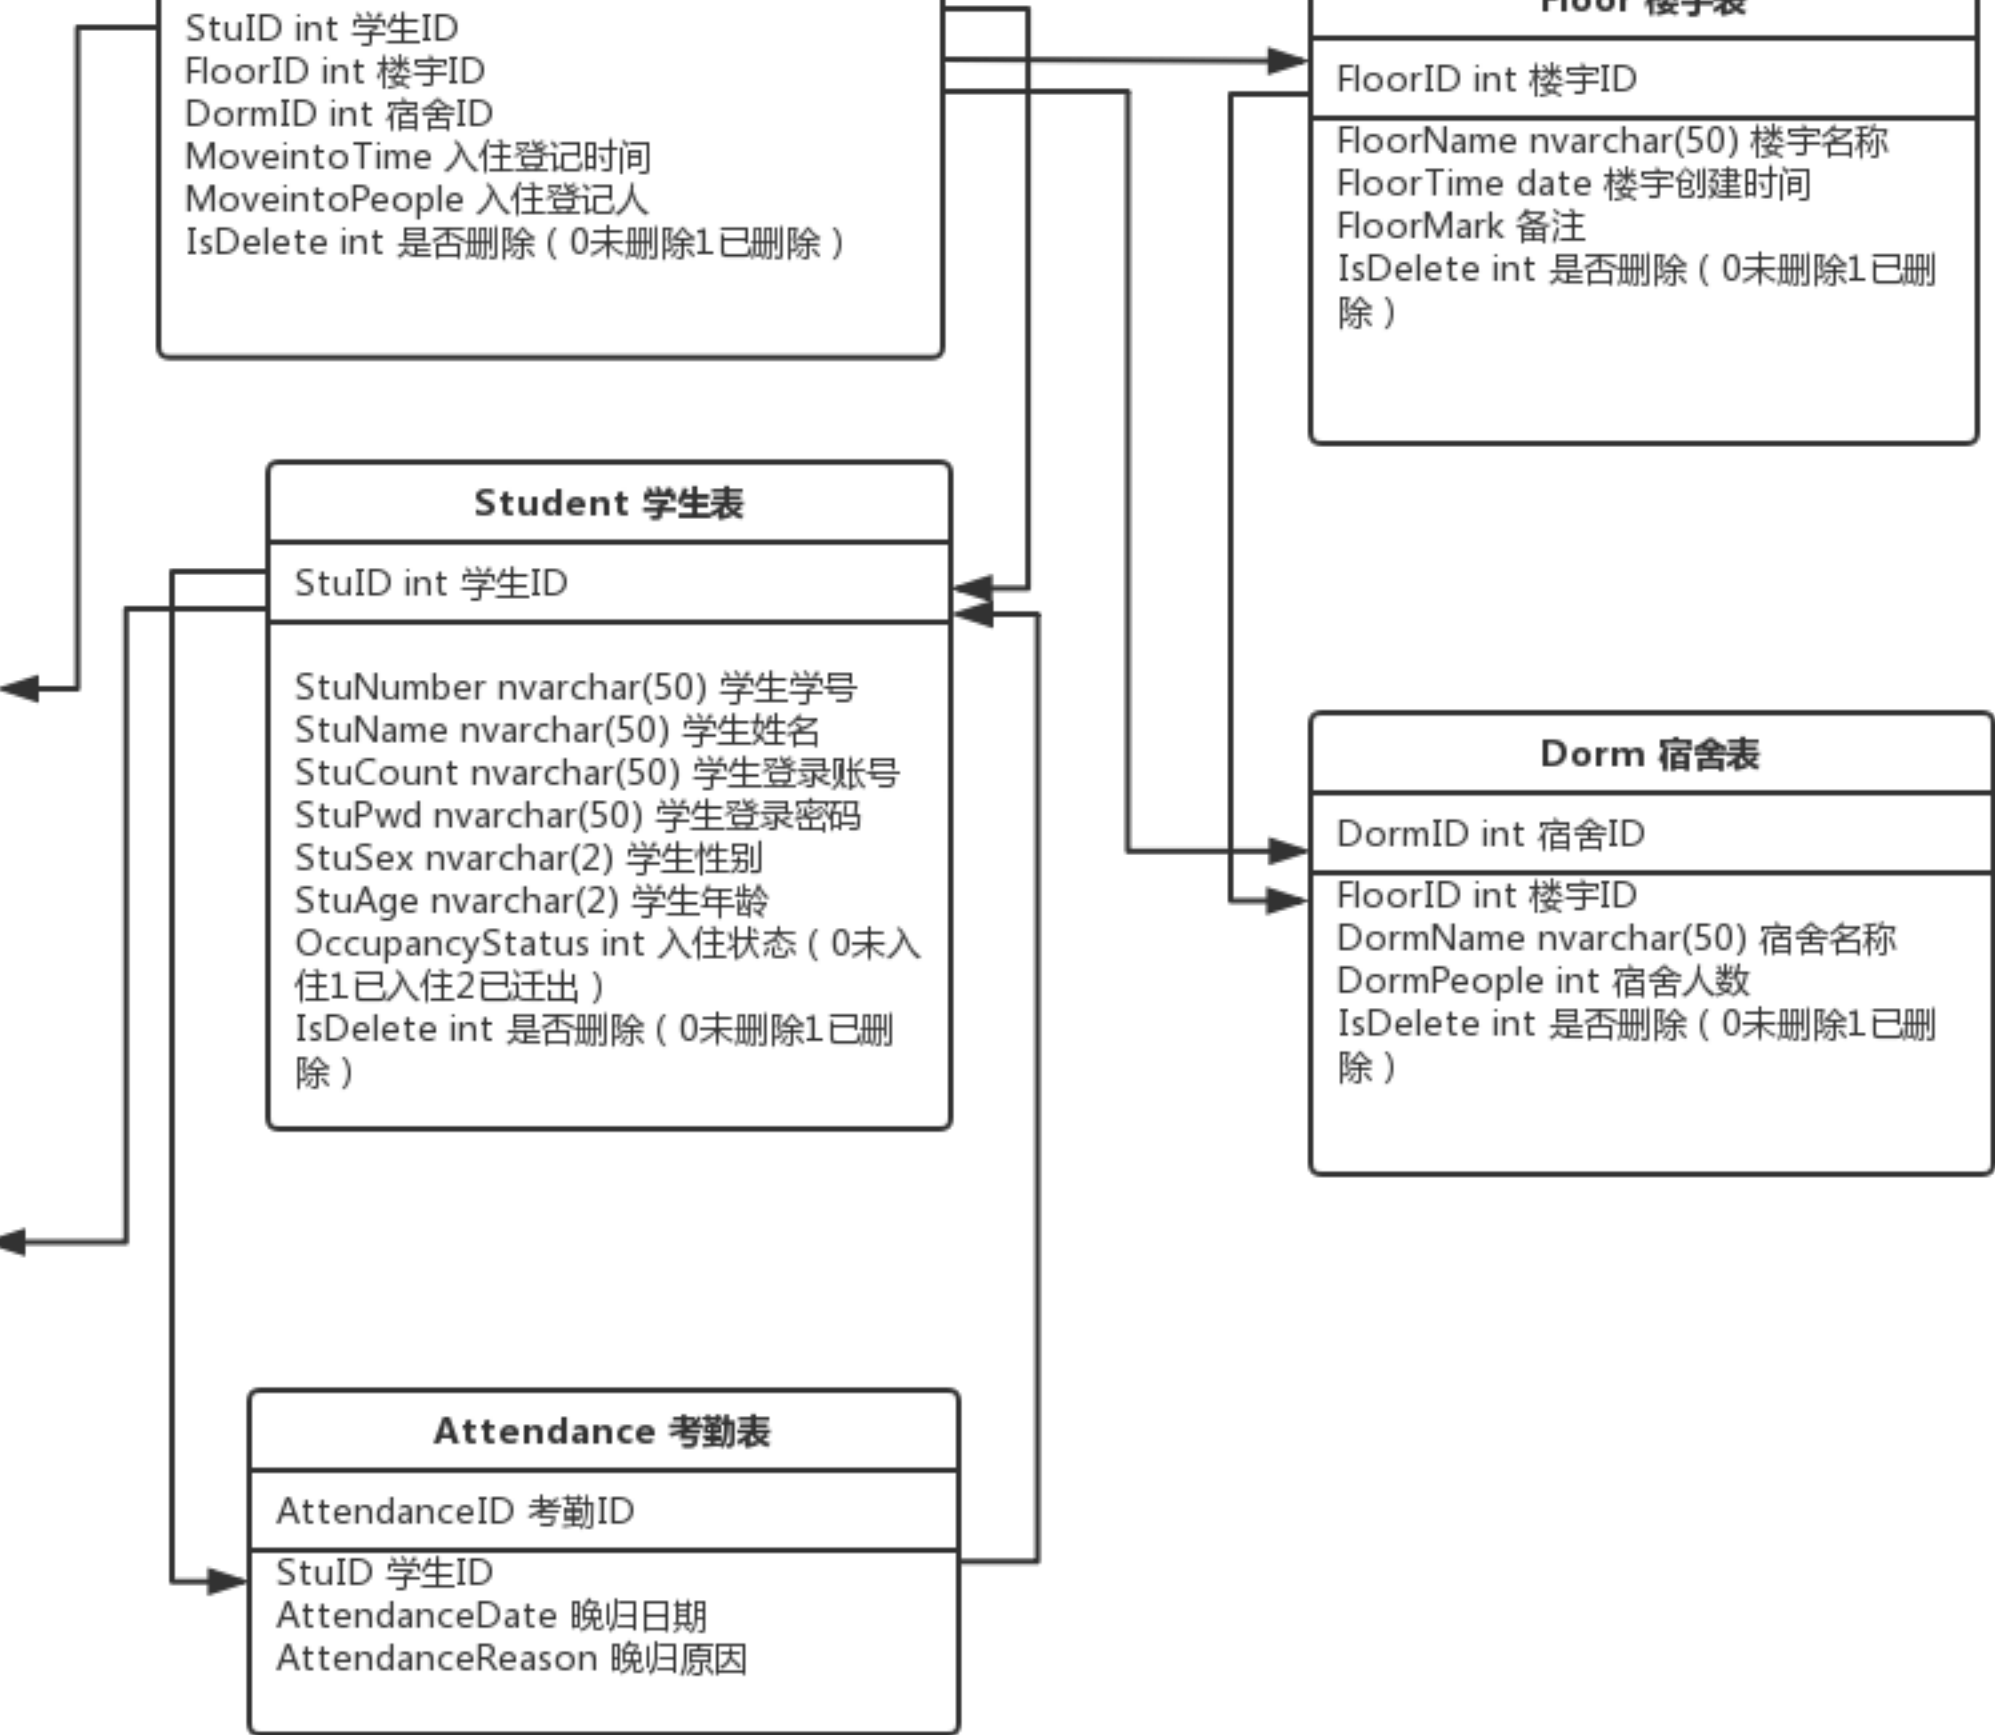 StuID int 学生ID
FloorID int 楼宇ID
DormID int 宿舍ID
MoveintoTime 入住登记时间
MoveintoPeople 入住登记人
IsDelete int 是否删除（0未删除1已删除）
Floor 楼宇表
FloorID int 楼宇ID
FloorName nvarchar(50) 楼宇名称
FloorTime date 楼宇创建时间
FloorMark 备注
IsDelete int 是否删除（0未删除1已删
除）
Student 学生表
StuID int 学生ID
StuNumber nvarchar(50) 学生学号
StuName nvarchar(50) 学生姓名
StuCount nvarchar(50) 学生登录账号
StuPwd nvarchar(50) 学生登录密码
StuSex nvarchar(2) 学生性别
StuAge nvarchar(2) 学生年龄
OccupancyStatus int 入住状态（0未入
住1已入住2已迁出）
IsDelete int 是否删除（0未删除1已删
除）
Dorm 宿舍表
DormID int 宿舍ID
FloorID int 楼宇ID
DormName nvarchar(50) 宿舍名称
DormPeople int 宿舍人数
IsDelete int 是否删除（0未删除1已删
除）
Attendance 考勤表
AttendanceID 考勤ID
StuID 学生ID
AttendanceDate 晚归日期
AttendanceReason 晚归原因